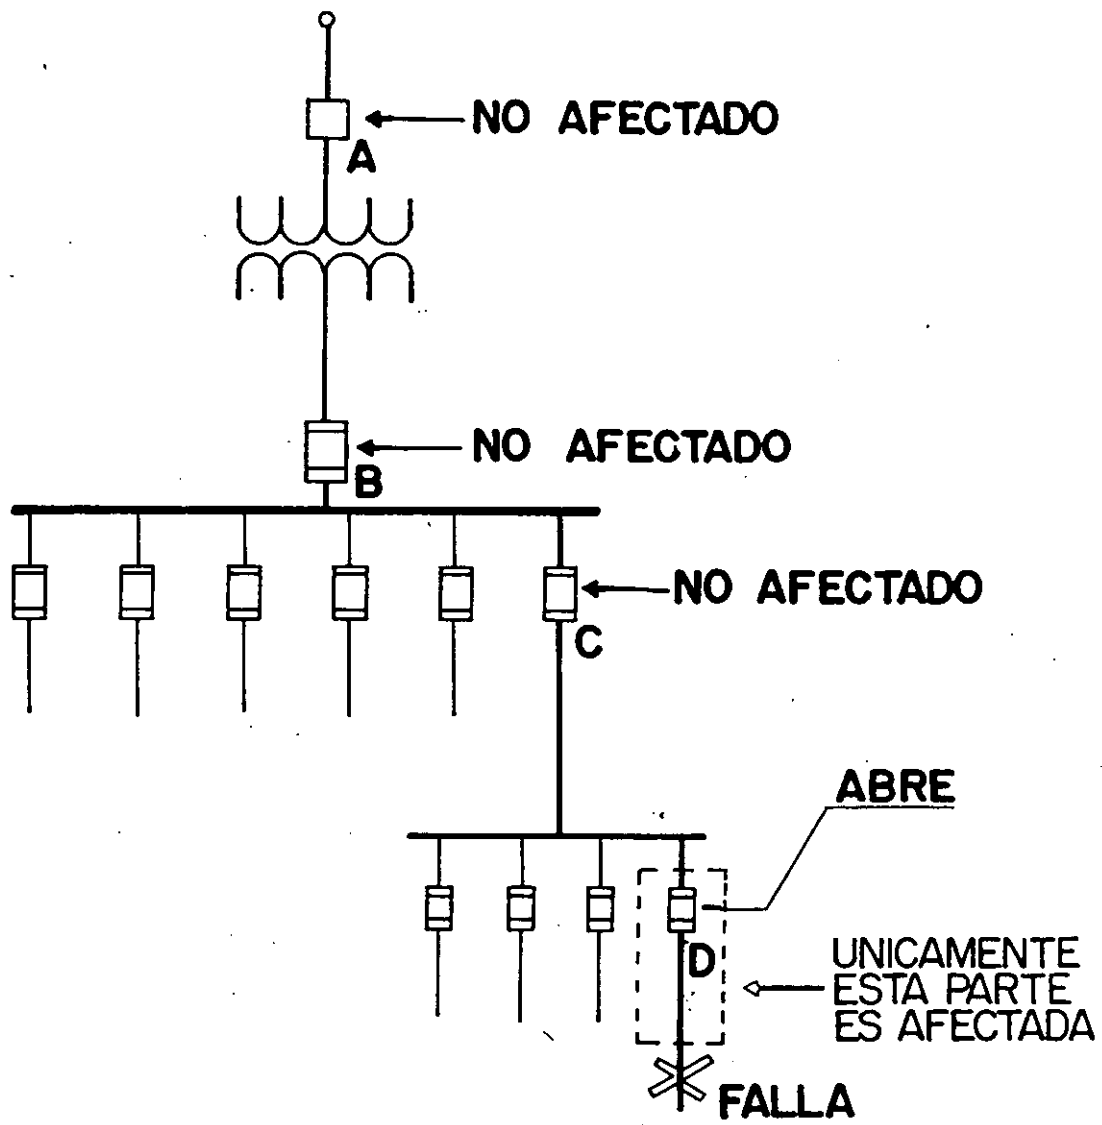 NO AFECTADO
A
NO AFECTADO
B
NO AFECTADO
C
ABRE
D
UNICAMENTE
ESTA PARTE
ES AFECTADA
FALLA